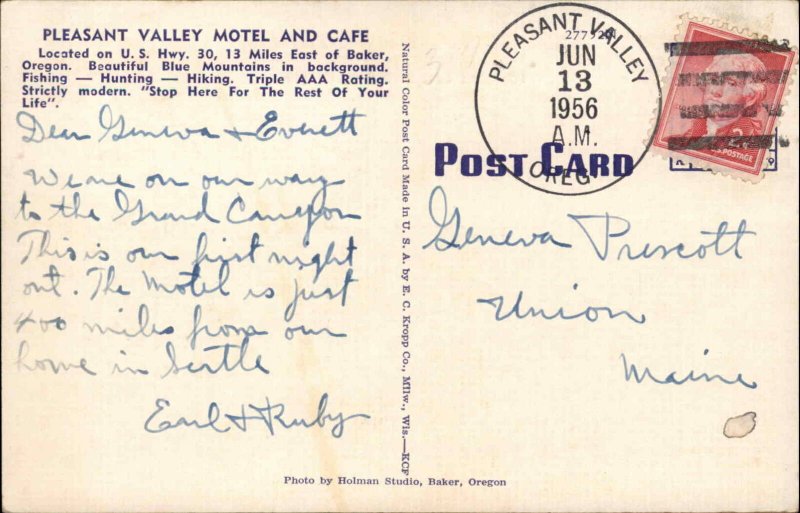 PLEASANT VALLEY MOTEL AND CAFE
Located on U. S. Hwy. 30, 13 Miles East of Baker,
Oregon. Beautiful Blue Mountains in background.
Fishing — Hunting — Hiking. Triple AAA Rating.
Strictly modern. "Stop Here For The Rest Of Your
Life".
Dear Geneva & Everett
We are on our way
to the Grand Canyon
This is our first night
out. The Motel is just
400 miles from our
home in Seattle
Earl & Ruby
Natural Color Post Card Made in U. S. A. by E. C. Kropp Co., Milw., Wis.—KCF
PLEASANT VALLEY
JUN
13
1956
A.M.
OREG
POST CARD
2¢
U.S. POSTAGE
Geneva Prescott
Union
Maine
Photo by Holman Studio, Baker, Oregon